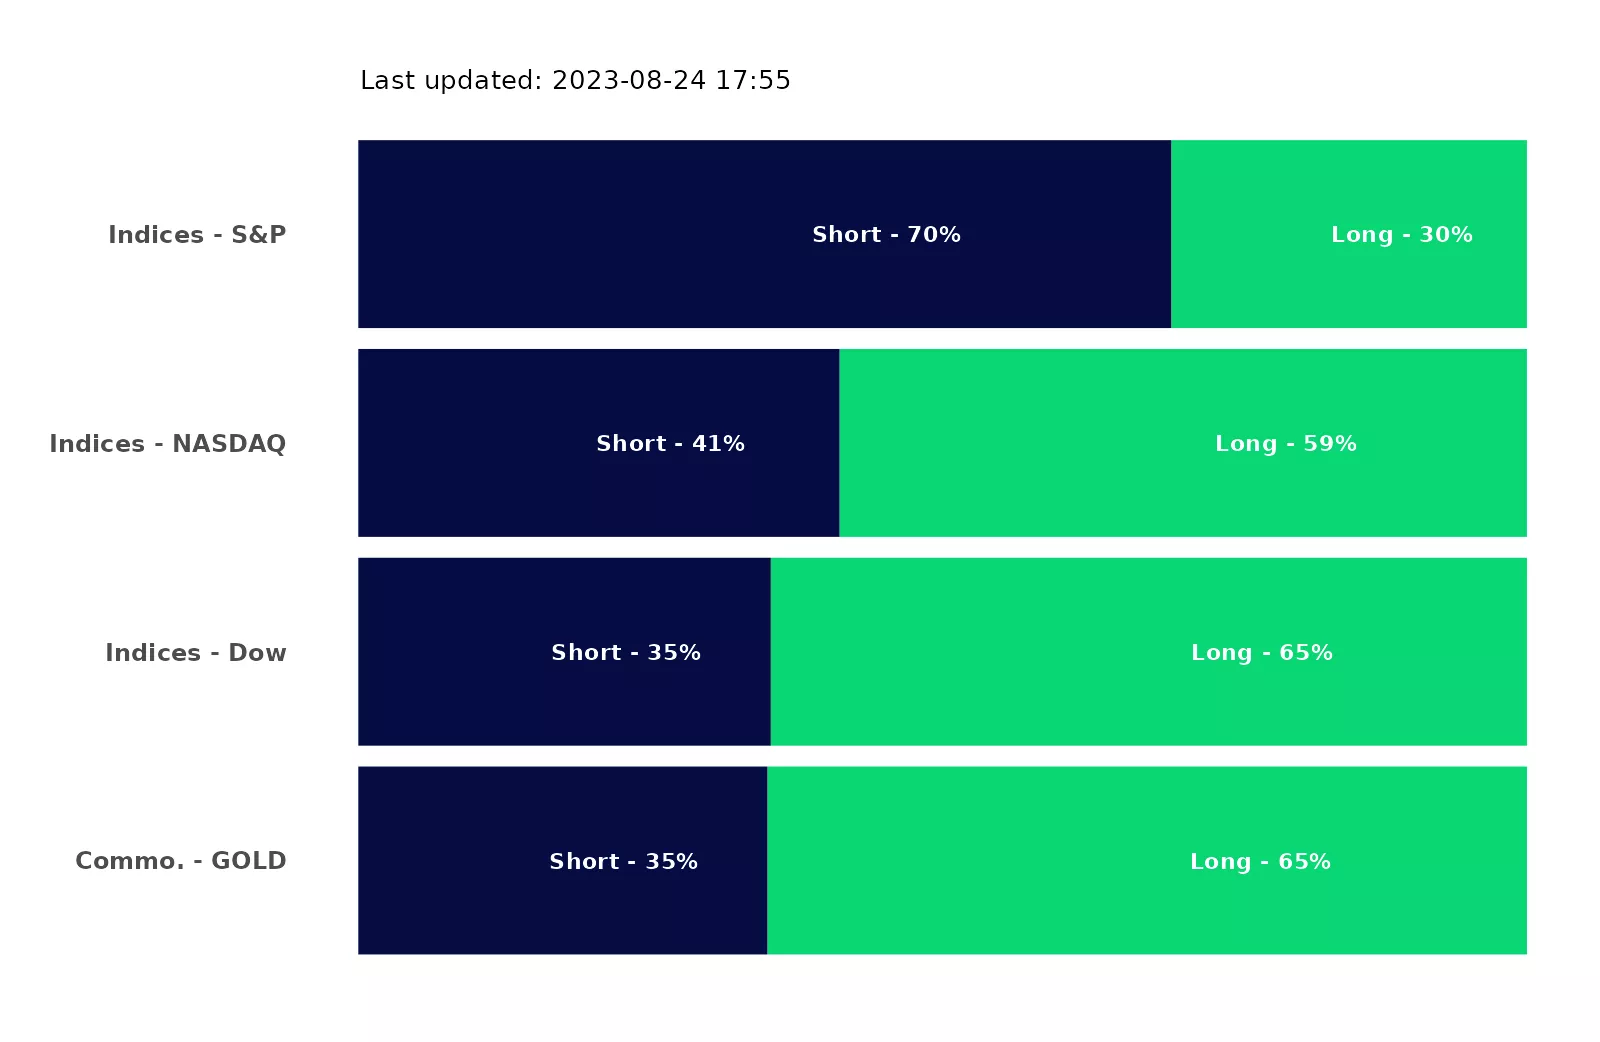 Last updated: 2023-08-24 17:55
Indices - S&P Short - 70% Long - 30%
Indices - NASDAQ Short - 41% Long - 59%
Indices - Dow Short - 35% Long - 65%
Commo. - GOLD Short - 35% Long - 65%